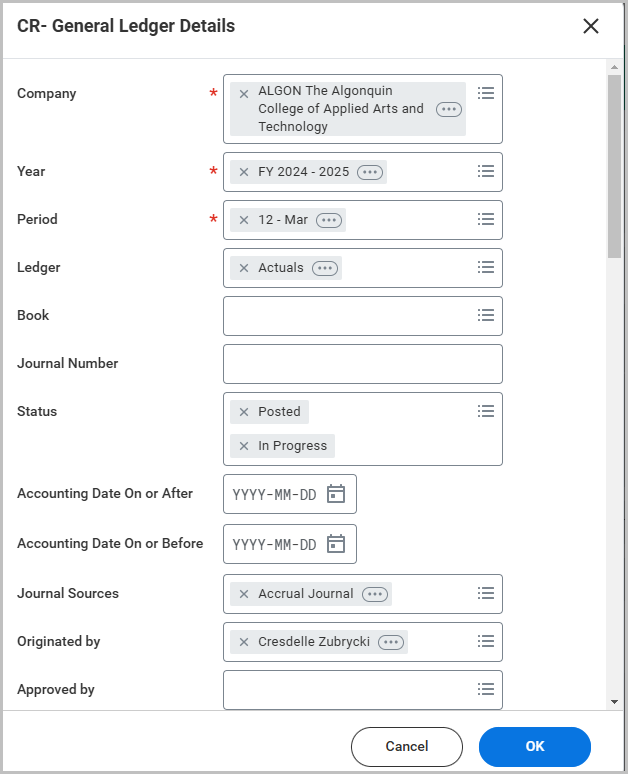 CR- General Ledger Details
Company *
ALGON The Algonquin
College of Applied Arts and
Technology
Year * FY 2024 - 2025
Period * 12 - Mar
Ledger Actuals
Book
Journal Number
Status Posted
In Progress
Accounting Date On or After YYYY-MM-DD
Accounting Date On or Before YYYY-MM-DD
Journal Sources Accrual Journal
Originated by Cresdelle Zubrycki
Approved by
Cancel OK